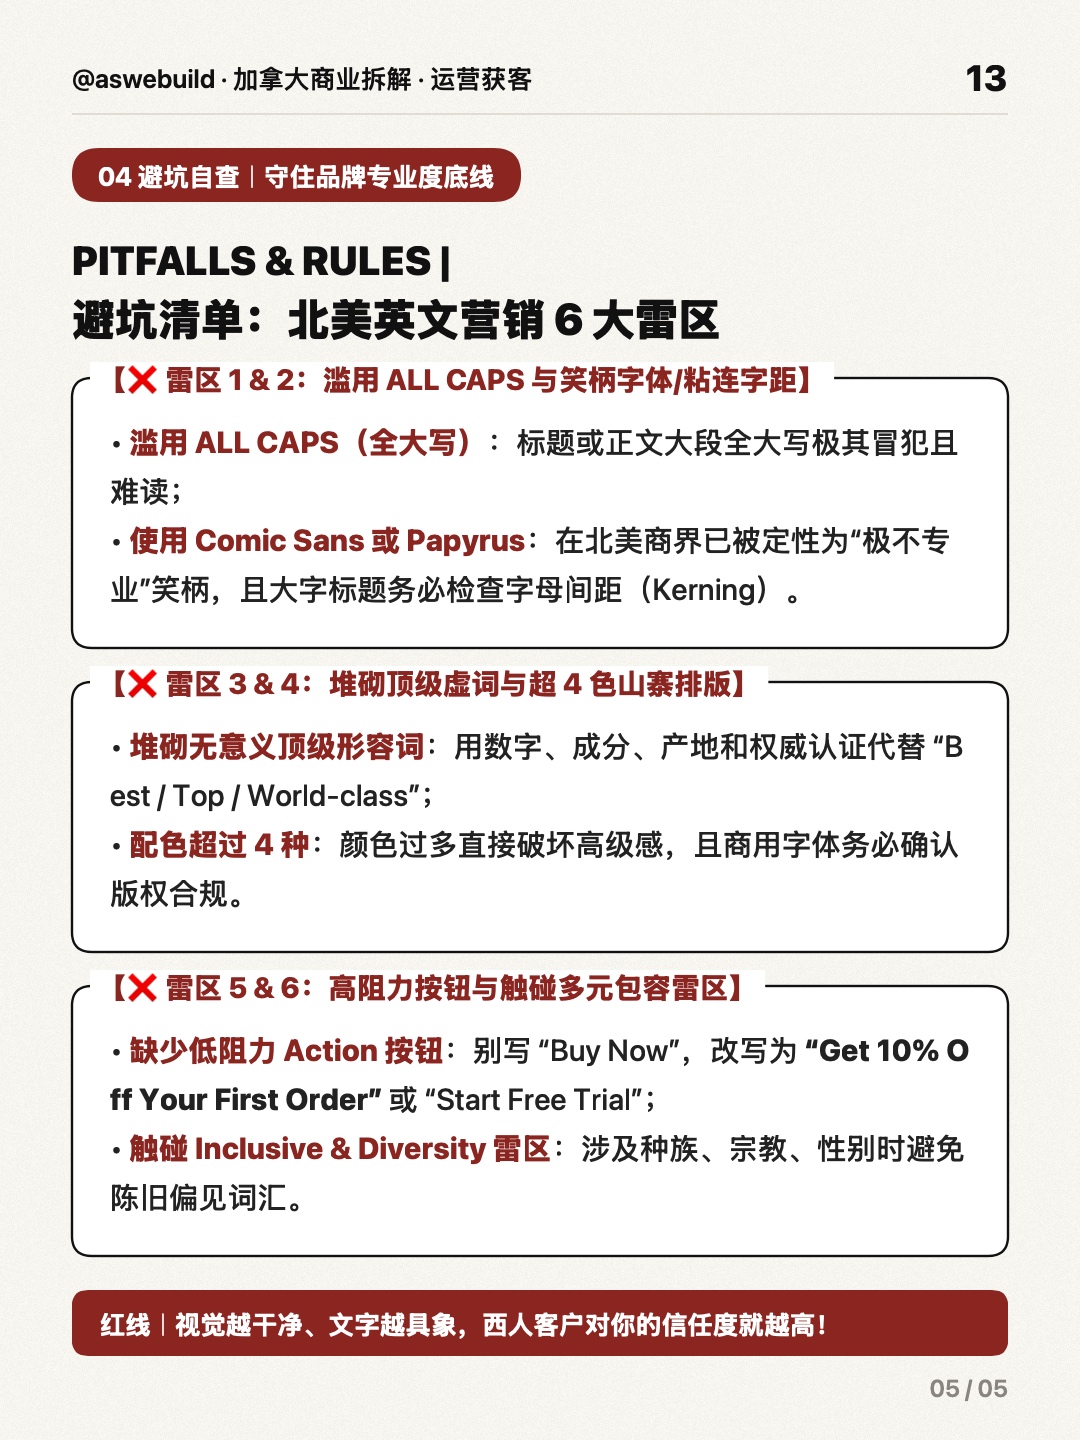 @aswebuild · 加拿大商业拆解 · 运营获客
13
04 避坑自查｜守住品牌专业度底线
PITFALLS & RULES |
避坑清单：北美英文营销 6 大雷区
【❌ 雷区 1 & 2：滥用 ALL CAPS 与笑柄字体/粘连字距】
• 滥用 ALL CAPS（全大写）：标题或正文大段全大写极其冒犯且
难读；
• 使用 Comic Sans 或 Papyrus：在北美商界已被定性为“极不专
业”笑柄，且大字标题务必检查字母间距（Kerning）。
【❌ 雷区 3 & 4：堆砌顶级虚词与超 4 色山寨排版】
• 堆砌无意义顶级形容词：用数字、成分、产地和权威认证代替 “B
est / Top / World-class”；
• 配色超过 4 种：颜色过多直接破坏高级感，且商用字体务必确认
版权合规。
【❌ 雷区 5 & 6：高阻力按钮与触碰多元包容雷区】
• 缺少低阻力 Action 按钮：别写 “Buy Now”，改写为 “Get 10% O
ff Your First Order” 或 “Start Free Trial”；
• 触碰 Inclusive & Diversity 雷区：涉及种族、宗教、性别时避免
陈旧偏见词汇。
红线｜视觉越干净、文字越具象，西人客户对你的信任度就越高！
05 / 05